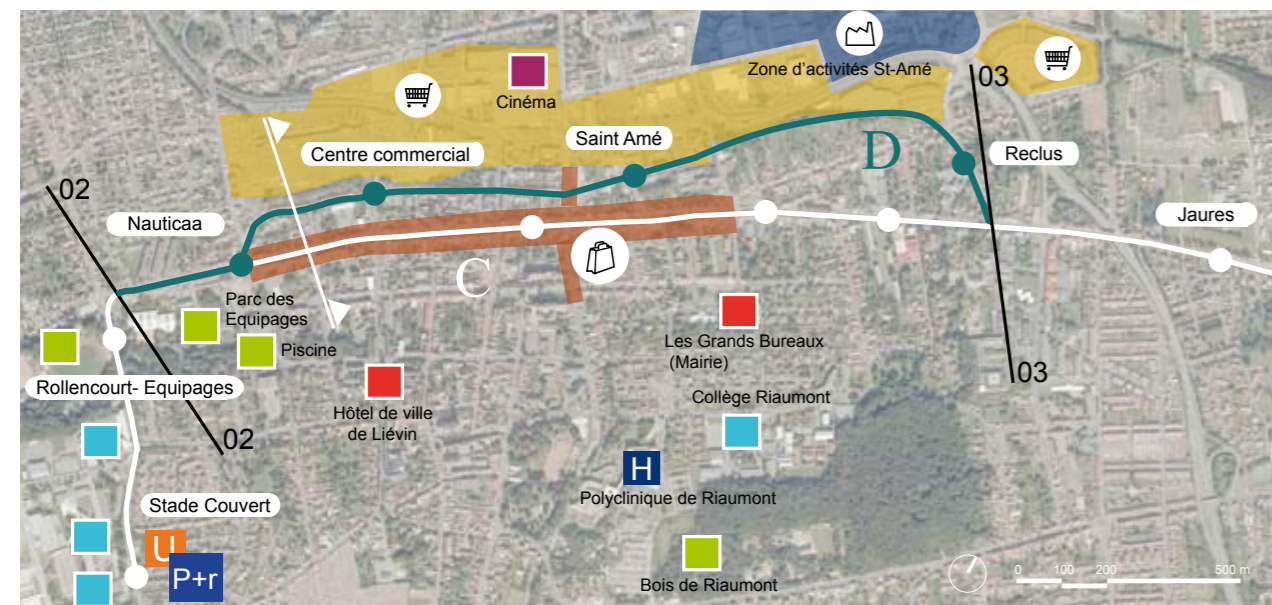 Cinéma
Zone d'activités St-Amé
03
Saint Amé
Centre commercial
D
Reclus
02
Nauticaa
Jaures
C
Parc des
Equipages
Piscine
Les Grands Bureaux
(Mairie)
Rollencourt- Equipages
03
Hôtel de ville
de Liévin
Collège Riaumont
02
H
Polyclinique de Riaumont
Stade Couvert
U
P+r
Bois de Riaumont
0 100 200 500 m